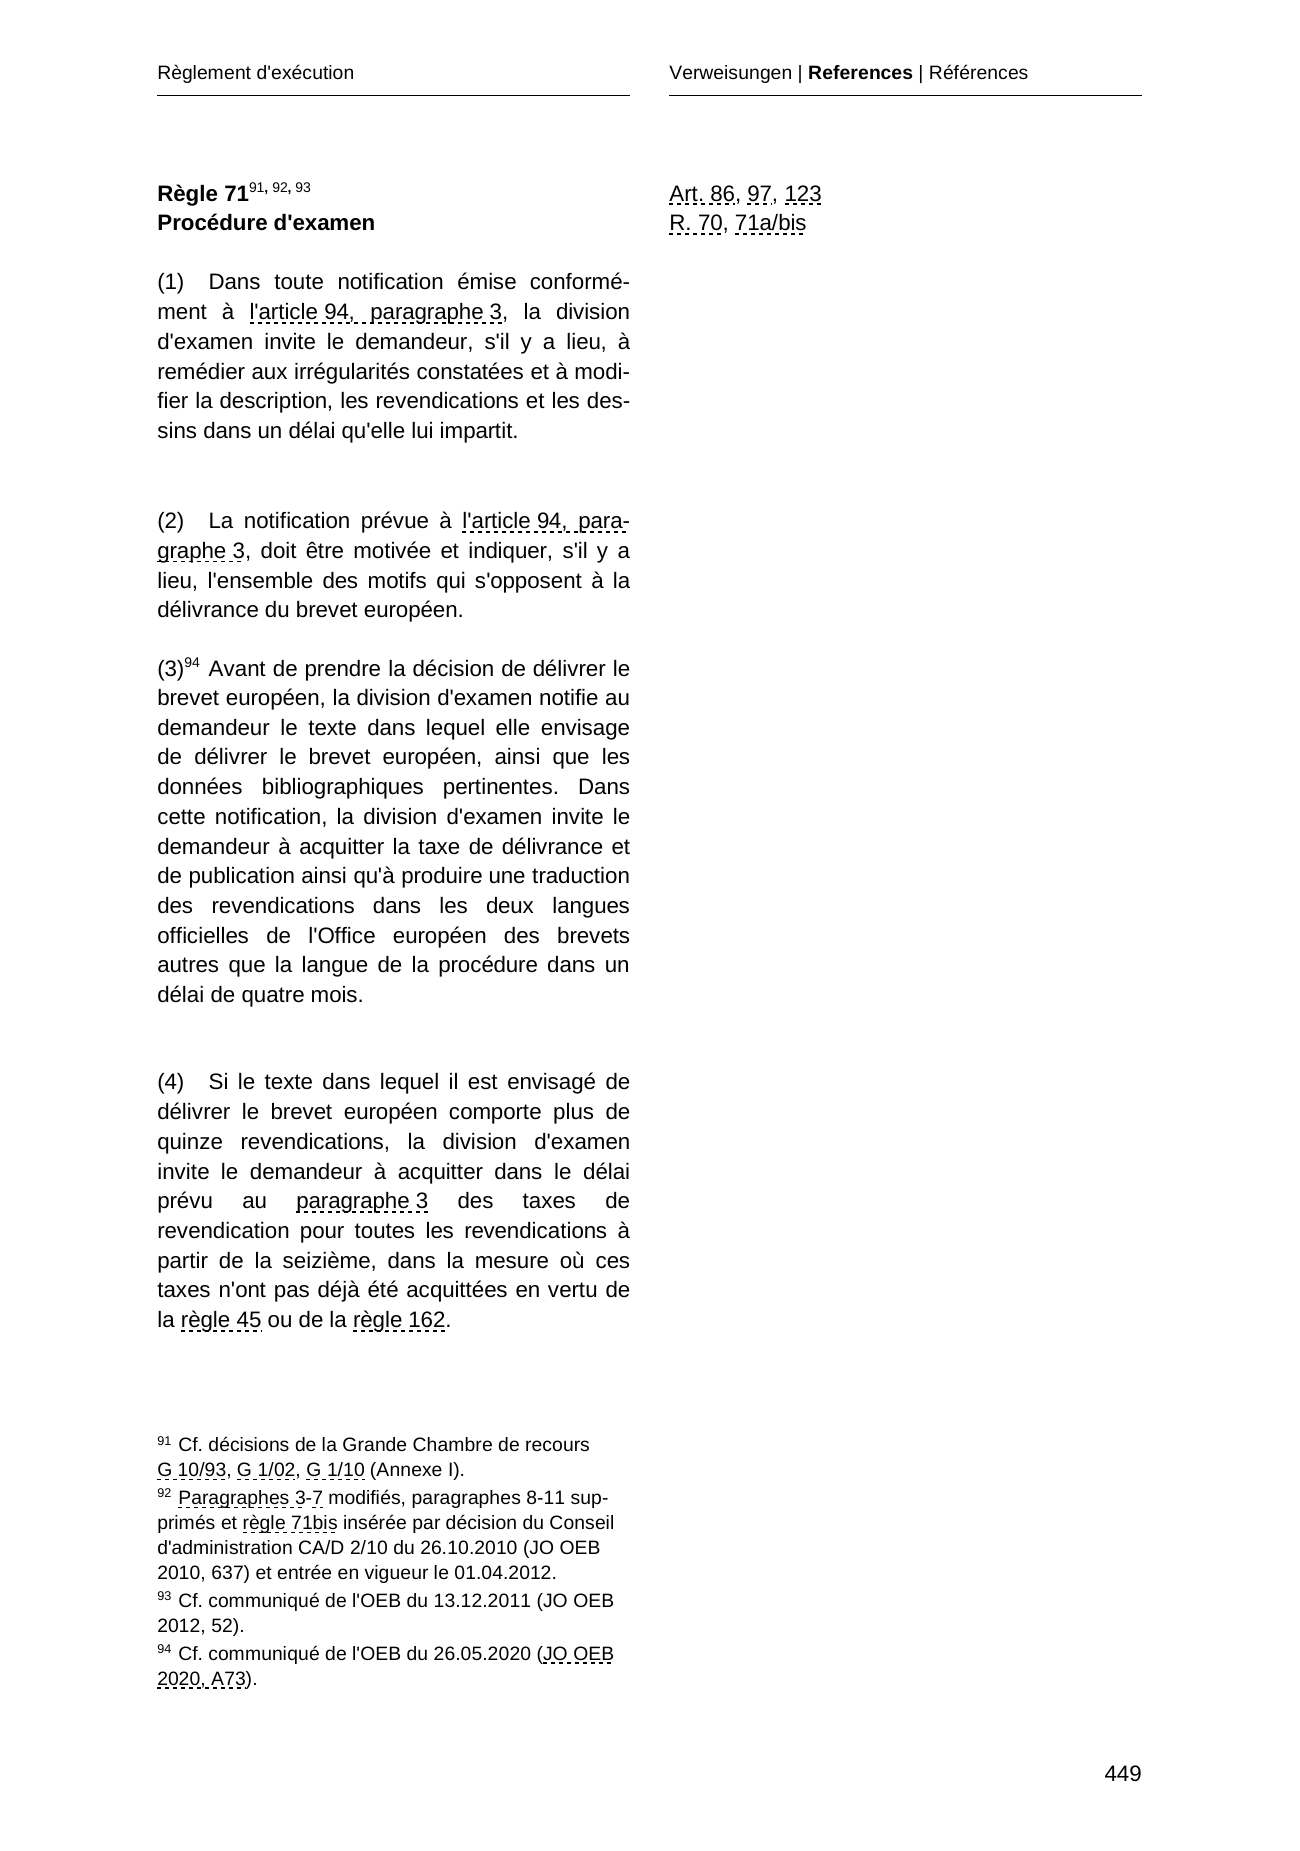 Règlement d'exécution
Verweisungen | References | Références
Règle 71 91, 92, 93
Procédure d'examen
Art. 86, 97, 123
R. 70, 71a/bis
(1) Dans toute notification émise conformé-
ment à l'article 94, paragraphe 3, la division
d'examen invite le demandeur, s'il y a lieu, à
remédier aux irrégularités constatées et à modi-
fier la description, les revendications et les des-
sins dans un délai qu'elle lui impartit.
(2) La notification prévue à l'article 94, para-
graphe 3, doit être motivée et indiquer, s'il y a
lieu, l'ensemble des motifs qui s'opposent à la
délivrance du brevet européen.
(3)94 Avant de prendre la décision de délivrer le
brevet européen, la division d'examen notifie au
demandeur le texte dans lequel elle envisage
de délivrer le brevet européen, ainsi que les
données bibliographiques pertinentes. Dans
cette notification, la division d'examen invite le
demandeur à acquitter la taxe de délivrance et
de publication ainsi qu'à produire une traduction
des revendications dans les deux langues
officielles de l'Office européen des brevets
autres que la langue de la procédure dans un
délai de quatre mois.
(4) Si le texte dans lequel il est envisagé de
délivrer le brevet européen comporte plus de
quinze revendications, la division d'examen
invite le demandeur à acquitter dans le délai
prévu au paragraphe 3 des taxes de
revendication pour toutes les revendications à
partir de la seizième, dans la mesure où ces
taxes n'ont pas déjà été acquittées en vertu de
la règle 45 ou de la règle 162.
91 Cf. décisions de la Grande Chambre de recours
G 10/93, G 1/02, G 1/10 (Annexe I).
92 Paragraphes 3-7 modifiés, paragraphes 8-11 sup-
primés et règle 71bis insérée par décision du Conseil
d'administration CA/D 2/10 du 26.10.2010 (JO OEB
2010, 637) et entrée en vigueur le 01.04.2012.
93 Cf. communiqué de l'OEB du 13.12.2011 (JO OEB
2012, 52).
94 Cf. communiqué de l'OEB du 26.05.2020 (JO OEB
2020, A73).
449